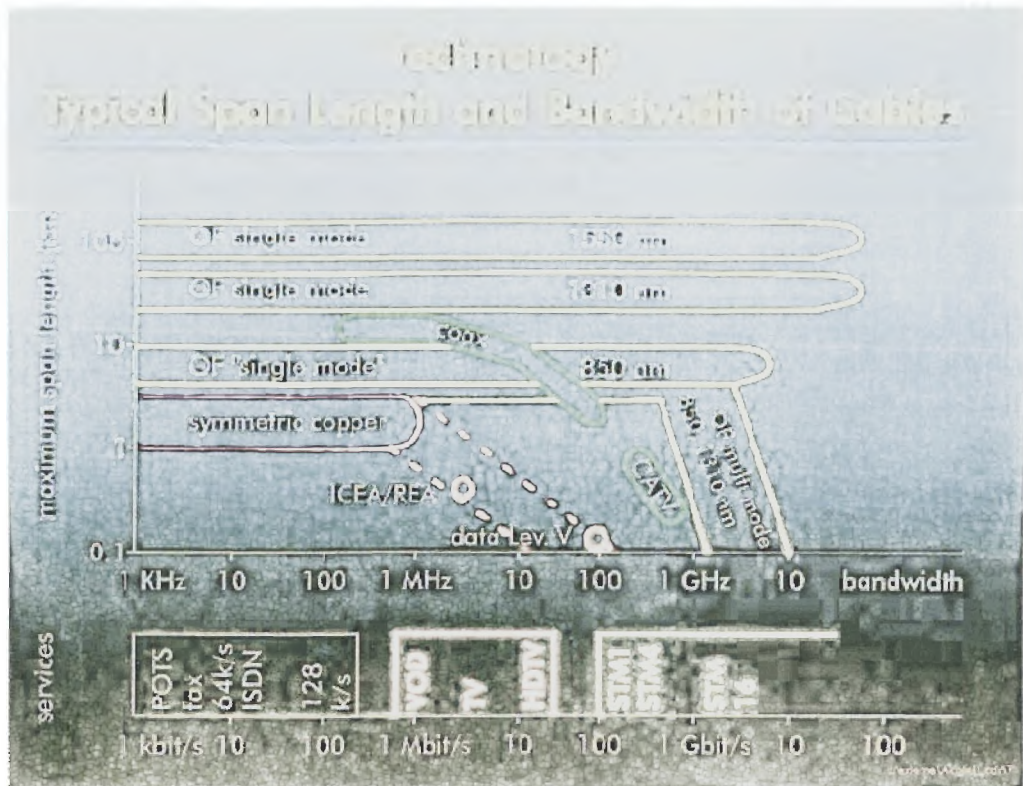 Typical Span Length and Bandwidth of Cables
maximum span length
OF single mode
OF single mode
coax
10
OF 'single mode' 850 nm
symmetric copper
850, 1310 nm
OF multi mode
CATV
ICEA/REA
data Lev. V
0.1
1 KHz 10 100 1 MHz 10 100 1 GHz 10 bandwidth
services
POTS
fax
64k/s
ISDN
128
k/s
VOD
TV
HDTV
STM1
STM4
STM
16
1 kbit/s 10 100 1 Mbit/s 10 100 1 Gbit/s 10 100